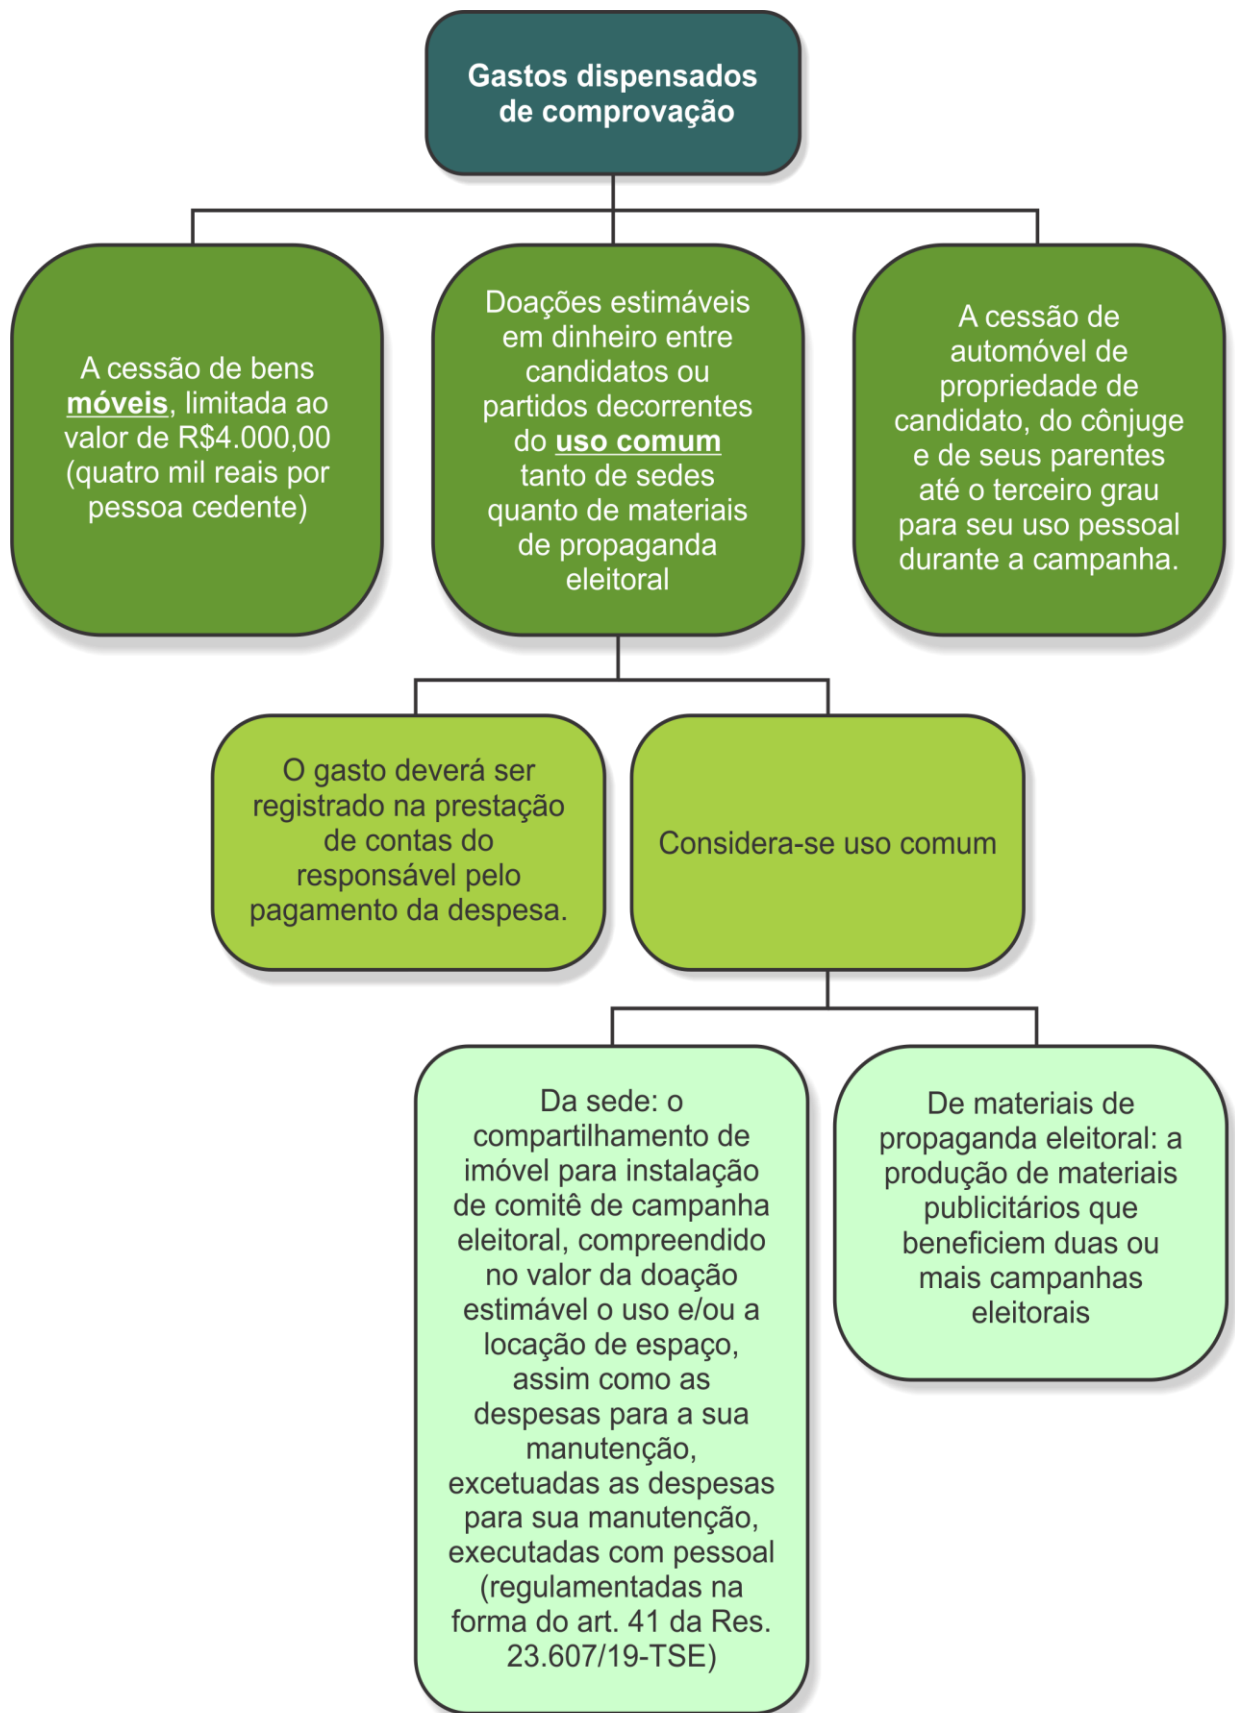 Gastos dispensados
de comprovação
A cessão de bens
móveis, limitada ao
valor de R$4.000,00
(quatro mil reais por
pessoa cedente)
Doações estimáveis
em dinheiro entre
candidatos ou
partidos decorrentes
do uso comum
tanto de sedes
quanto de materiais
de propaganda
eleitoral
A cessão de
automóvel de
propriedade de
candidato, do cônjuge
e de seus parentes
até o terceiro grau
para seu uso pessoal
durante a campanha.
O gasto deverá ser
registrado na prestação
de contas do
responsável pelo
pagamento da despesa.
Considera-se uso comum
Da sede: o
compartilhamento de
imóvel para instalação
de comitê de campanha
eleitoral, compreendido
no valor da doação
estimável o uso e/ou a
locação de espaço,
assim como as
despesas para a sua
manutenção,
excetuadas as despesas
para sua manutenção,
executadas com pessoal
(regulamentadas na
forma do art. 41 da Res.
23.607/19-TSE)
De materiais de
propaganda eleitoral: a
produção de materiais
publicitários que
beneficiem duas ou
mais campanhas
eleitorais